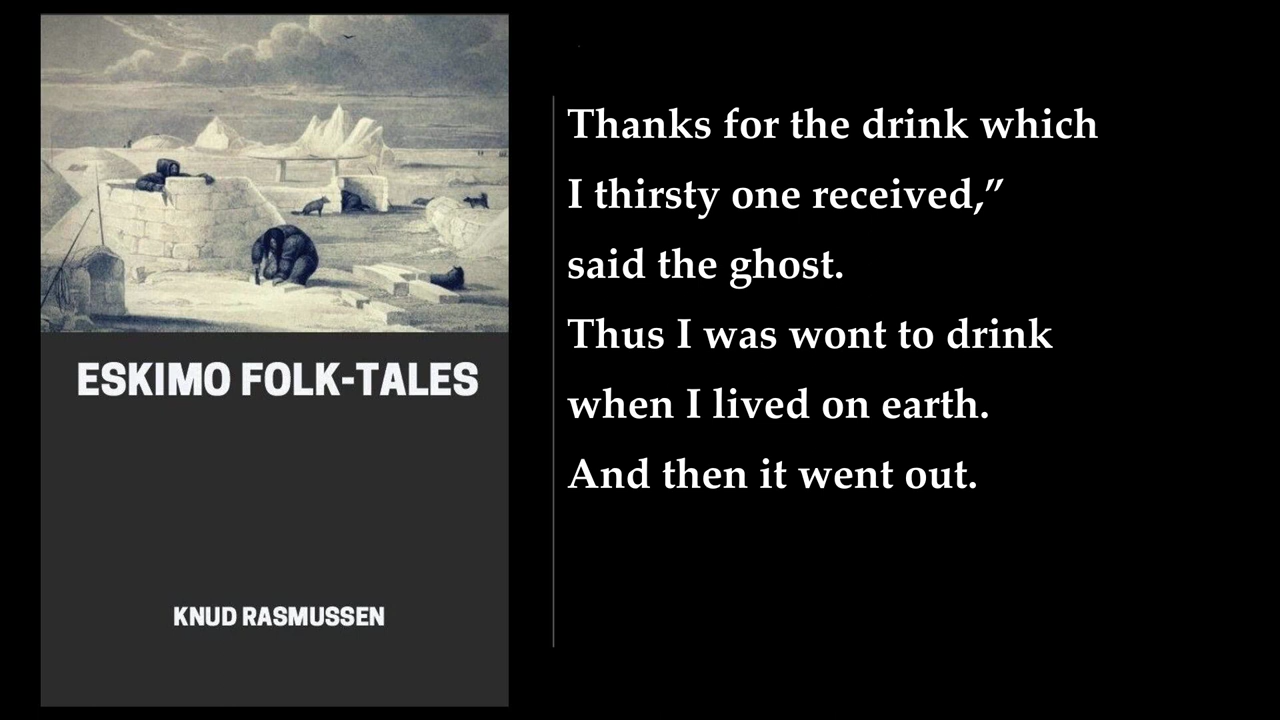 ESKIMO FOLK-TALES
KNUD RASMUSSEN
Thanks for the drink which
I thirsty one received,”
said the ghost.
Thus I was wont to drink
when I lived on earth.
And then it went out.